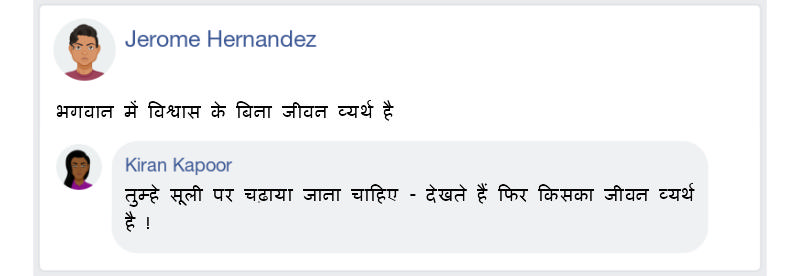 Jerome Hernandez
भगवान में विश्वास के बिना जीवन व्यर्थ है
Kiran Kapoor
तुम्हे सूली पर चढ़ाया जाना चाहिए - देखते हैं फिर किसका जीवन व्यर्थ
है !